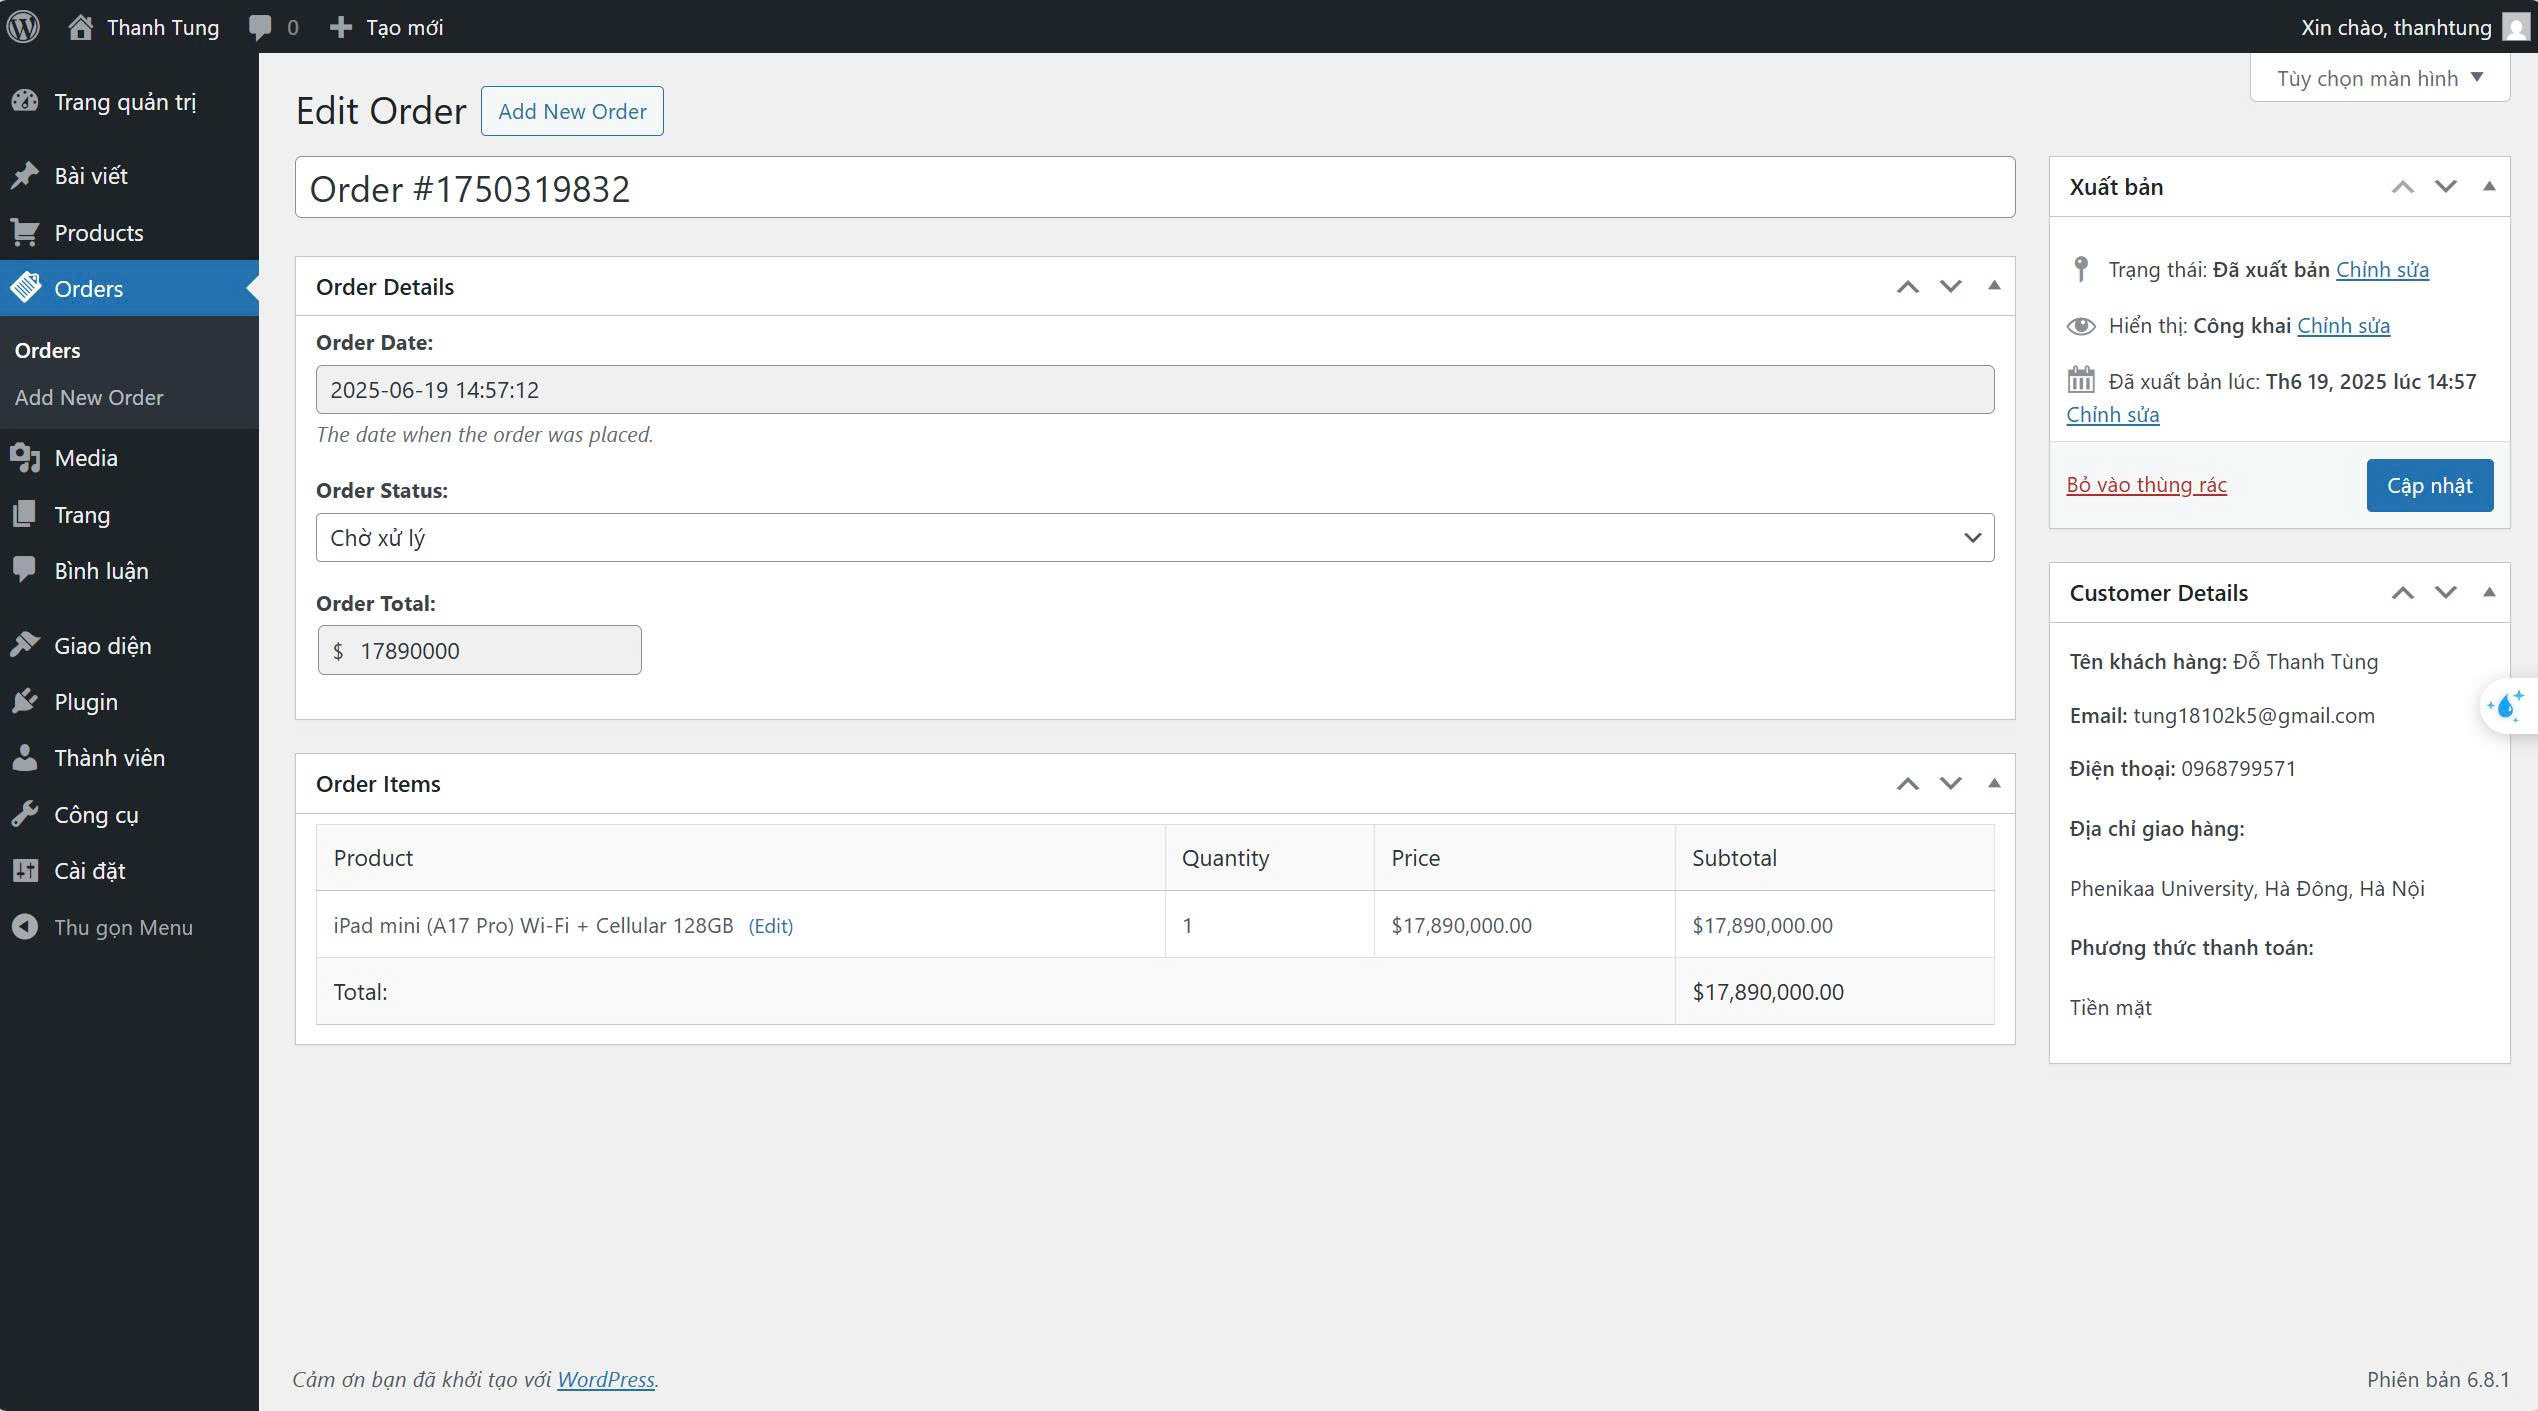 Thanh Tung
0
Tạo mới
Xin chào, thanhtung
Tùy chọn màn hình
Trang quản trị
Bài viết
Products
Orders
Orders
Add New Order
Media
Trang
Bình luận
Giao diện
Plugin
Thành viên
Công cụ
Cài đặt
Thu gọn Menu
Edit Order
Add New Order
Order #1750319832
Order Details
Order Date:
2025-06-19 14:57:12
The date when the order was placed.
Order Status:
Chờ xử lý
Order Total:
$ 17890000
Order Items
Product Quantity Price Subtotal
iPad mini (A17 Pro) Wi-Fi + Cellular 128GB (Edit) 1 $17,890,000.00 $17,890,000.00
Total: $17,890,000.00
Xuất bản
Trạng thái: Đã xuất bản Chỉnh sửa
Hiển thị: Công khai Chỉnh sửa
Đã xuất bản lúc: Th6 19, 2025 lúc 14:57
Chỉnh sửa
Bỏ vào thùng rác
Cập nhật
Customer Details
Tên khách hàng: Đỗ Thanh Tùng
Email: tung18102k5@gmail.com
Điện thoại: 0968799571
Địa chỉ giao hàng:
Phenikaa University, Hà Đông, Hà Nội
Phương thức thanh toán:
Tiền mặt
Cảm ơn bạn đã khởi tạo với WordPress.
Phiên bản 6.8.1